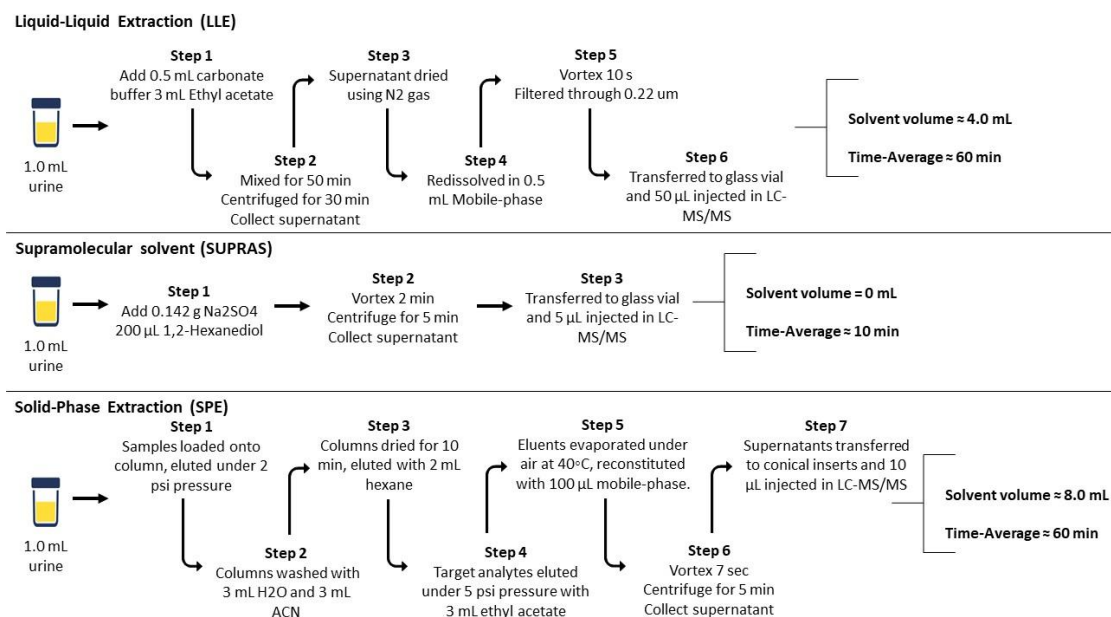 Liquid-Liquid Extraction (LLE)
1.0 mL
urine
Step 1
Add 0.5 mL carbonate
buffer 3 mL Ethyl acetate
Step 2
Mixed for 50 min
Centrifuged for 30 min
Collect supernatant
Step 3
Supernatant dried
using N2 gas
Step 4
Redissolved in 0.5
mL Mobile-phase
Step 5
Vortex 10 s
Filtered through 0.22 um
Step 6
Transferred to glass vial
and 50 µL injected in LC-
MS/MS
Solvent volume ≈ 4.0 mL
Time-Average ≈ 60 min
Supramolecular solvent (SUPRAS)
1.0 mL
urine
Step 1
Add 0.142 g Na2SO4
200 µL 1,2-Hexanediol
Step 2
Vortex 2 min
Centrifuge for 5 min
Collect supernatant
Step 3
Transferred to glass vial
and 5 µL injected in LC-
MS/MS
Solvent volume = 0 mL
Time-Average ≈ 10 min
Solid-Phase Extraction (SPE)
1.0 mL
urine
Step 1
Samples loaded onto
column, eluted under 2
psi pressure
Step 2
Columns washed with
3 mL H2O and 3 mL
ACN
Step 3
Columns dried for 10
min, eluted with 2 mL
hexane
Step 4
Target analytes eluted
under 5 psi pressure with
3 mL ethyl acetate
Step 5
Eluents evaporated under
air at 40°C, reconstituted
with 100 µL mobile-phase.
Step 6
Vortex 7 sec
Centrifuge for 5 min
Collect supernatant
Step 7
Supernatants transferred
to conical inserts and 10
µL injected in LC-MS/MS
Solvent volume ≈ 8.0 mL
Time-Average ≈ 60 min